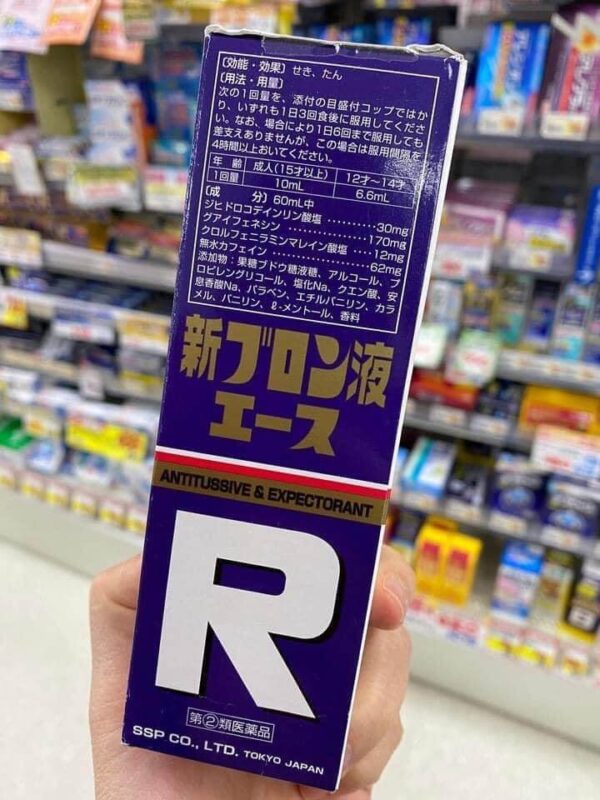 〔効能・効果〕せき、たん
〔用法・用量〕
次の1回量を、添付の目盛付コップではか
り、いずれも1日3回食後に服用してくださ
い。なお、場合により1日6回まで服用しても
差支えありませんが、この場合は服用間隔を
4時間以上おいてください。
年 齢 成人(15才以上) 12才〜14才
1回量 10mL 6.6mL
〔成 分〕60mL中
ジヒドロコデインリン酸塩 ……… 30mg
グアイフェネシン ……… 170mg
クロルフェニラミンマレイン酸塩 … 12mg
無水カフェイン ……… 62mg
添加物：果糖ブドウ糖液糖、アルコール、プ
ロピレングリコール、塩化Na、クエン酸、安
息香酸Na、パラベン、エチルバニリン、カラ
メル、バニリン、ℓ-メントール、香料
新ブロン液
エース
ANTITUSSIVE & EXPECTORANT
R
第②類医薬品
SSP CO., LTD. TOKYO JAPAN